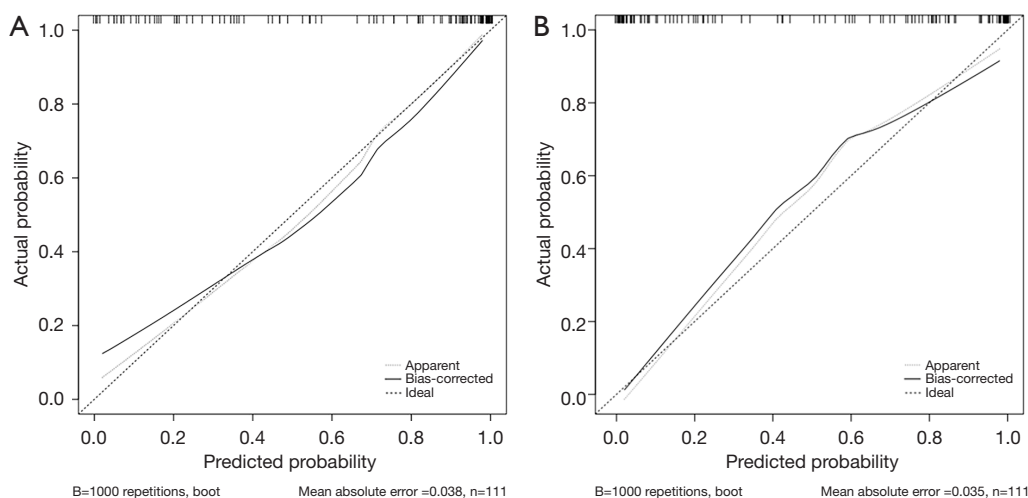 A
1.0
0.8
0.6
0.4
0.2
0.0
Actual probability
Apparent
Bias-corrected
Ideal
0.0 0.2 0.4 0.6 0.8 1.0
Predicted probability
B=1000 repetitions, boot Mean absolute error =0.038, n=111
B
1.0
0.8
0.6
0.4
0.2
0.0
Actual probability
Apparent
Bias-corrected
Ideal
0.0 0.2 0.4 0.6 0.8 1.0
Predicted probability
B=1000 repetitions, boot Mean absolute error =0.035, n=111